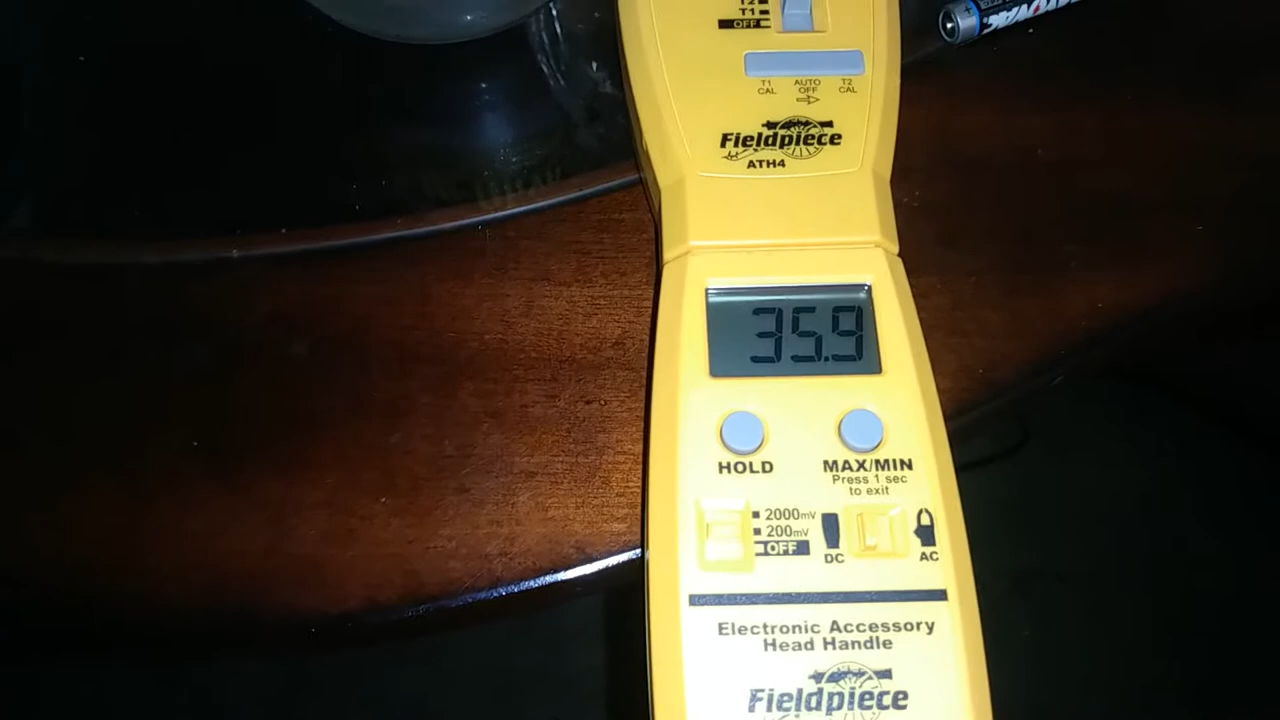 T2
T1
OFF
T1 CAL
AUTO OFF
T2 CAL
Fieldpiece
ATH4
35.9
HOLD
MAX/MIN
Press 1 sec
to exit
2000mV
200mV
OFF
DC
AC
Electronic Accessory
Head Handle
Fieldpiece